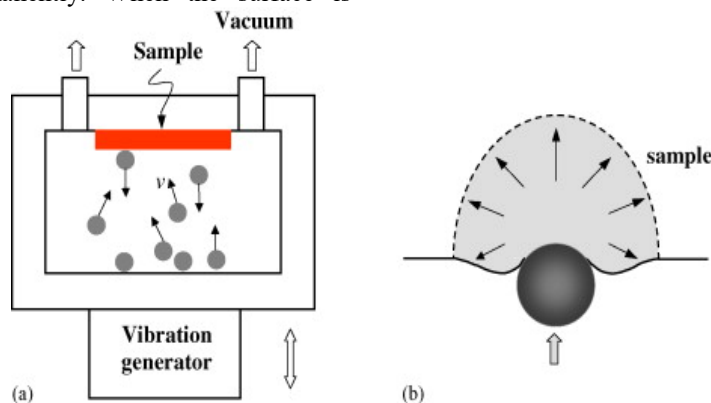 Vacuum
Sample
v
Vibration
generator
(a)
sample
(b)